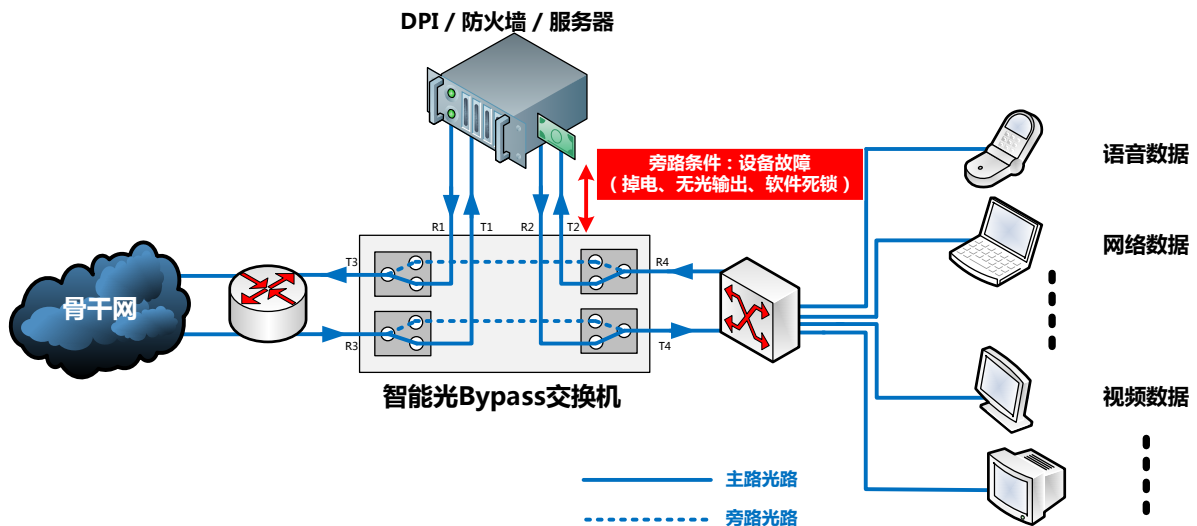 DPI / 防火墙 / 服务器
旁路条件：设备故障
（掉电、无光输出、软件死锁）
语音数据
R1
T1
R2
T2
T3
R4
网络数据
骨干网
R3
T4
智能光Bypass交换机
视频数据
主路光路
旁路光路